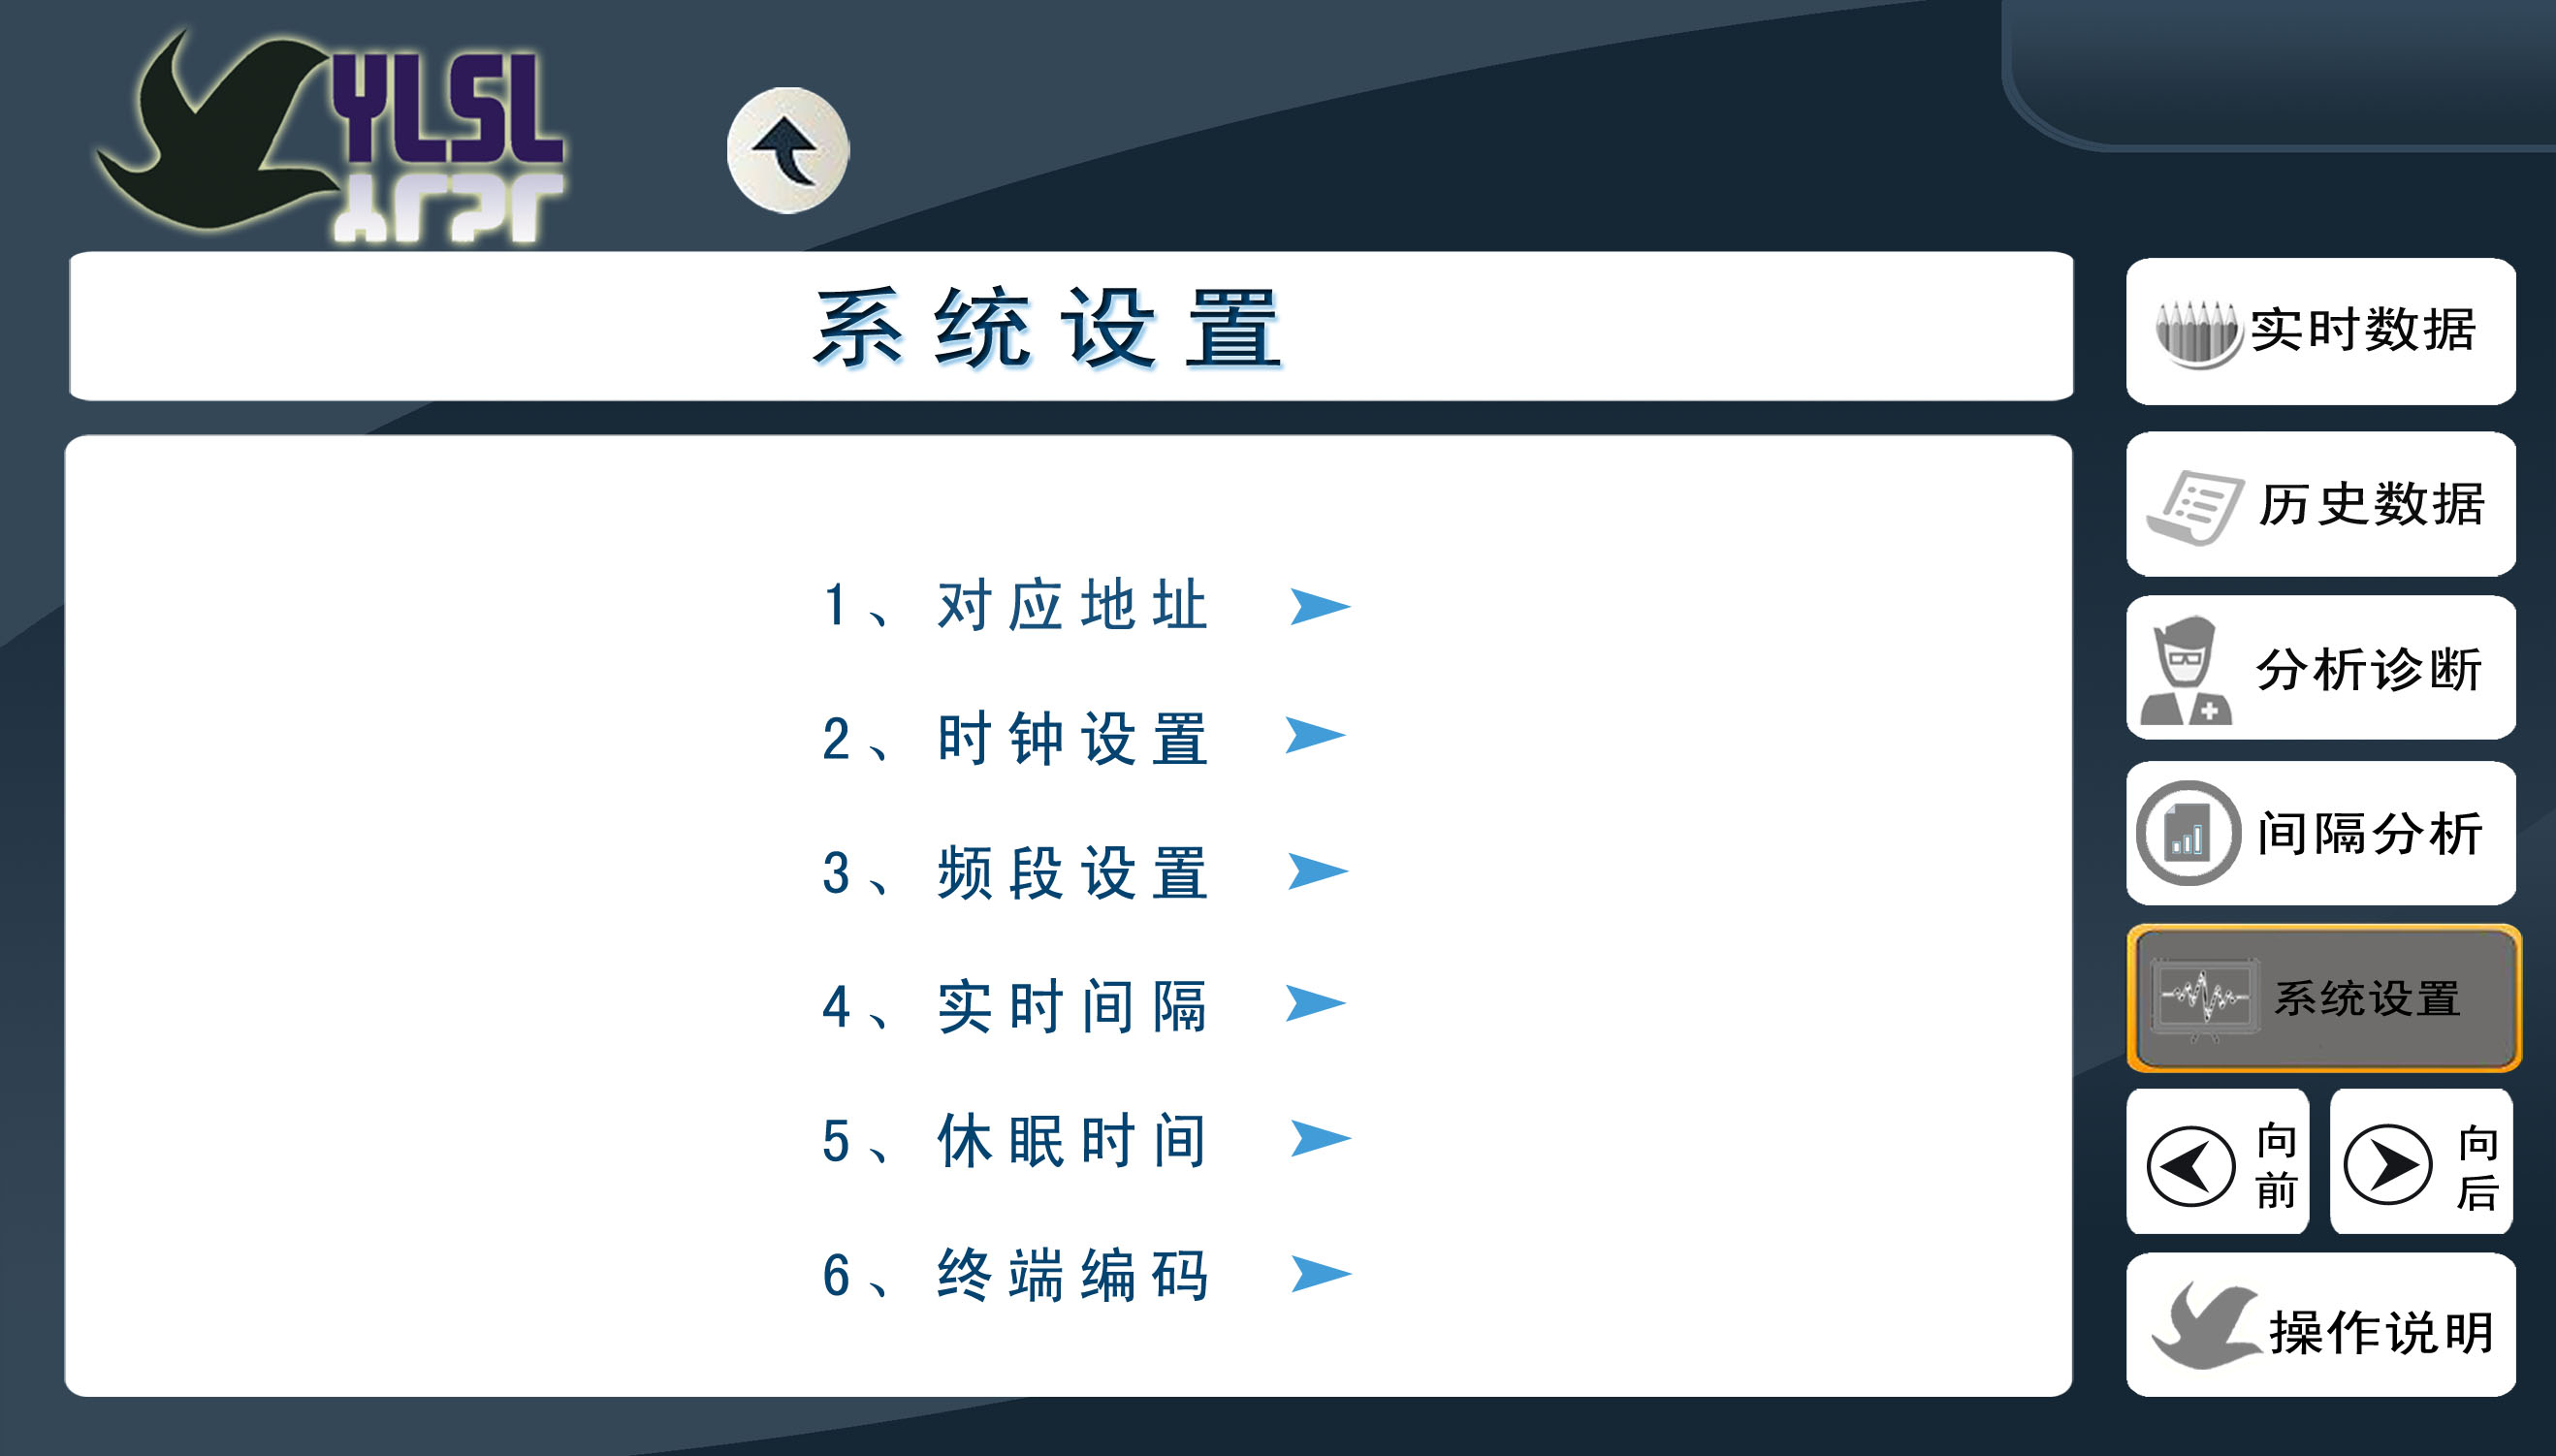 YLSL
系统设置
1、对应地址
2、时钟设置
3、频段设置
4、实时间隔
5、休眠时间
6、终端编码
实时数据
历史数据
分析诊断
间隔分析
系统设置
向前
向后
操作说明